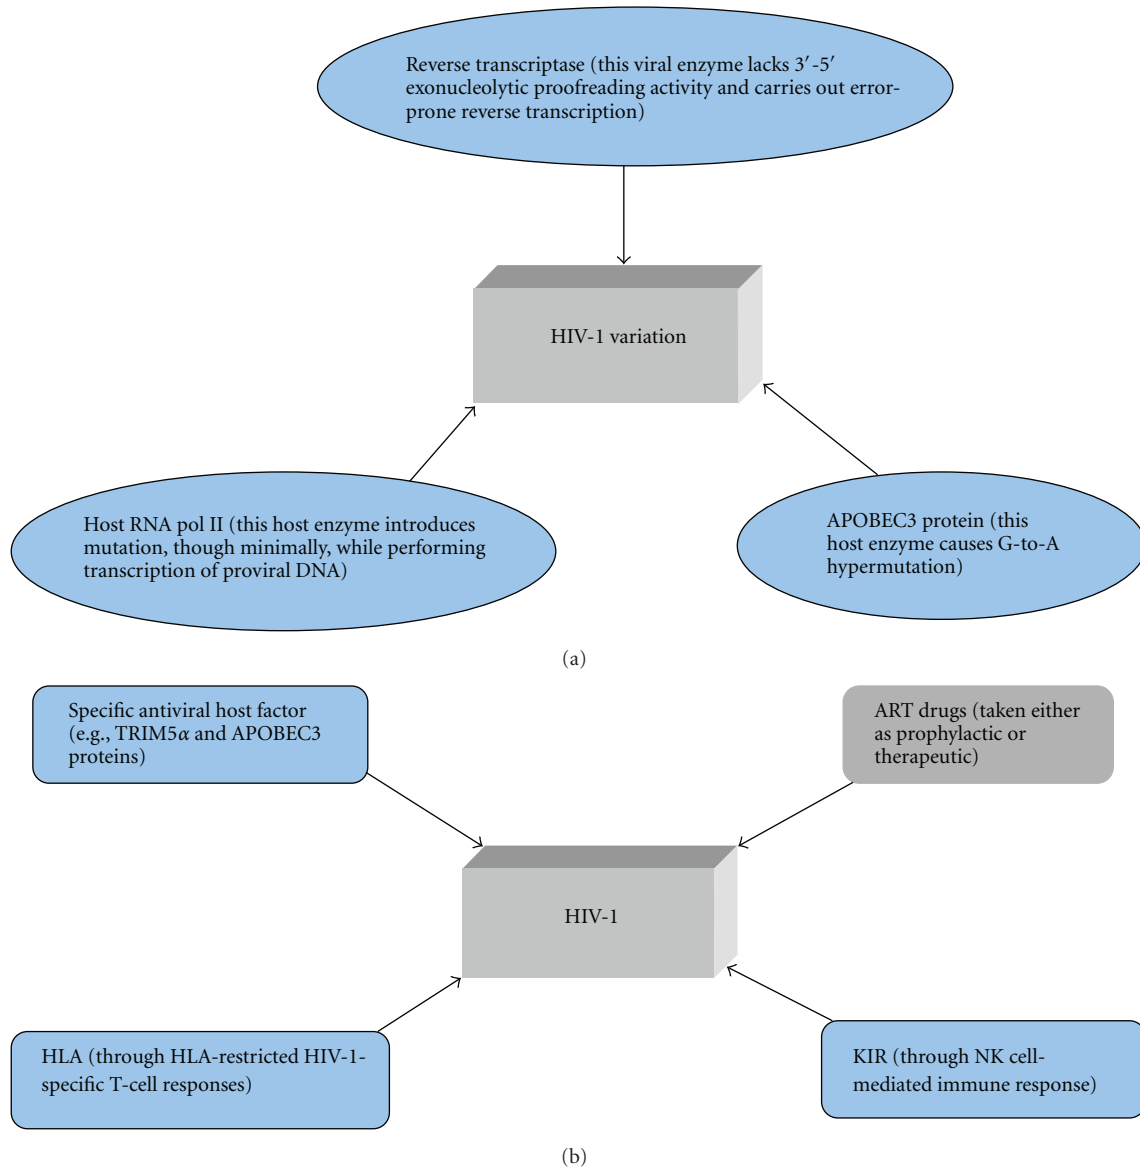 Reverse transcriptase (this viral enzyme lacks 3′-5′
exonucleolytic proofreading activity and carries out error-
prone reverse transcription)
HIV-1 variation
Host RNA pol II (this host enzyme introduces
mutation, though minimally, while performing
transcription of proviral DNA)
APOBEC3 protein (this
host enzyme causes G-to-A
hypermutation)
(a)
Specific antiviral host factor
(e.g., TRIM5α and APOBEC3
proteins)
ART drugs (taken either
as prophylactic or
therapeutic)
HIV-1
HLA (through HLA-restricted HIV-1-
specific T-cell responses)
KIR (through NK cell-
mediated immune response)
(b)